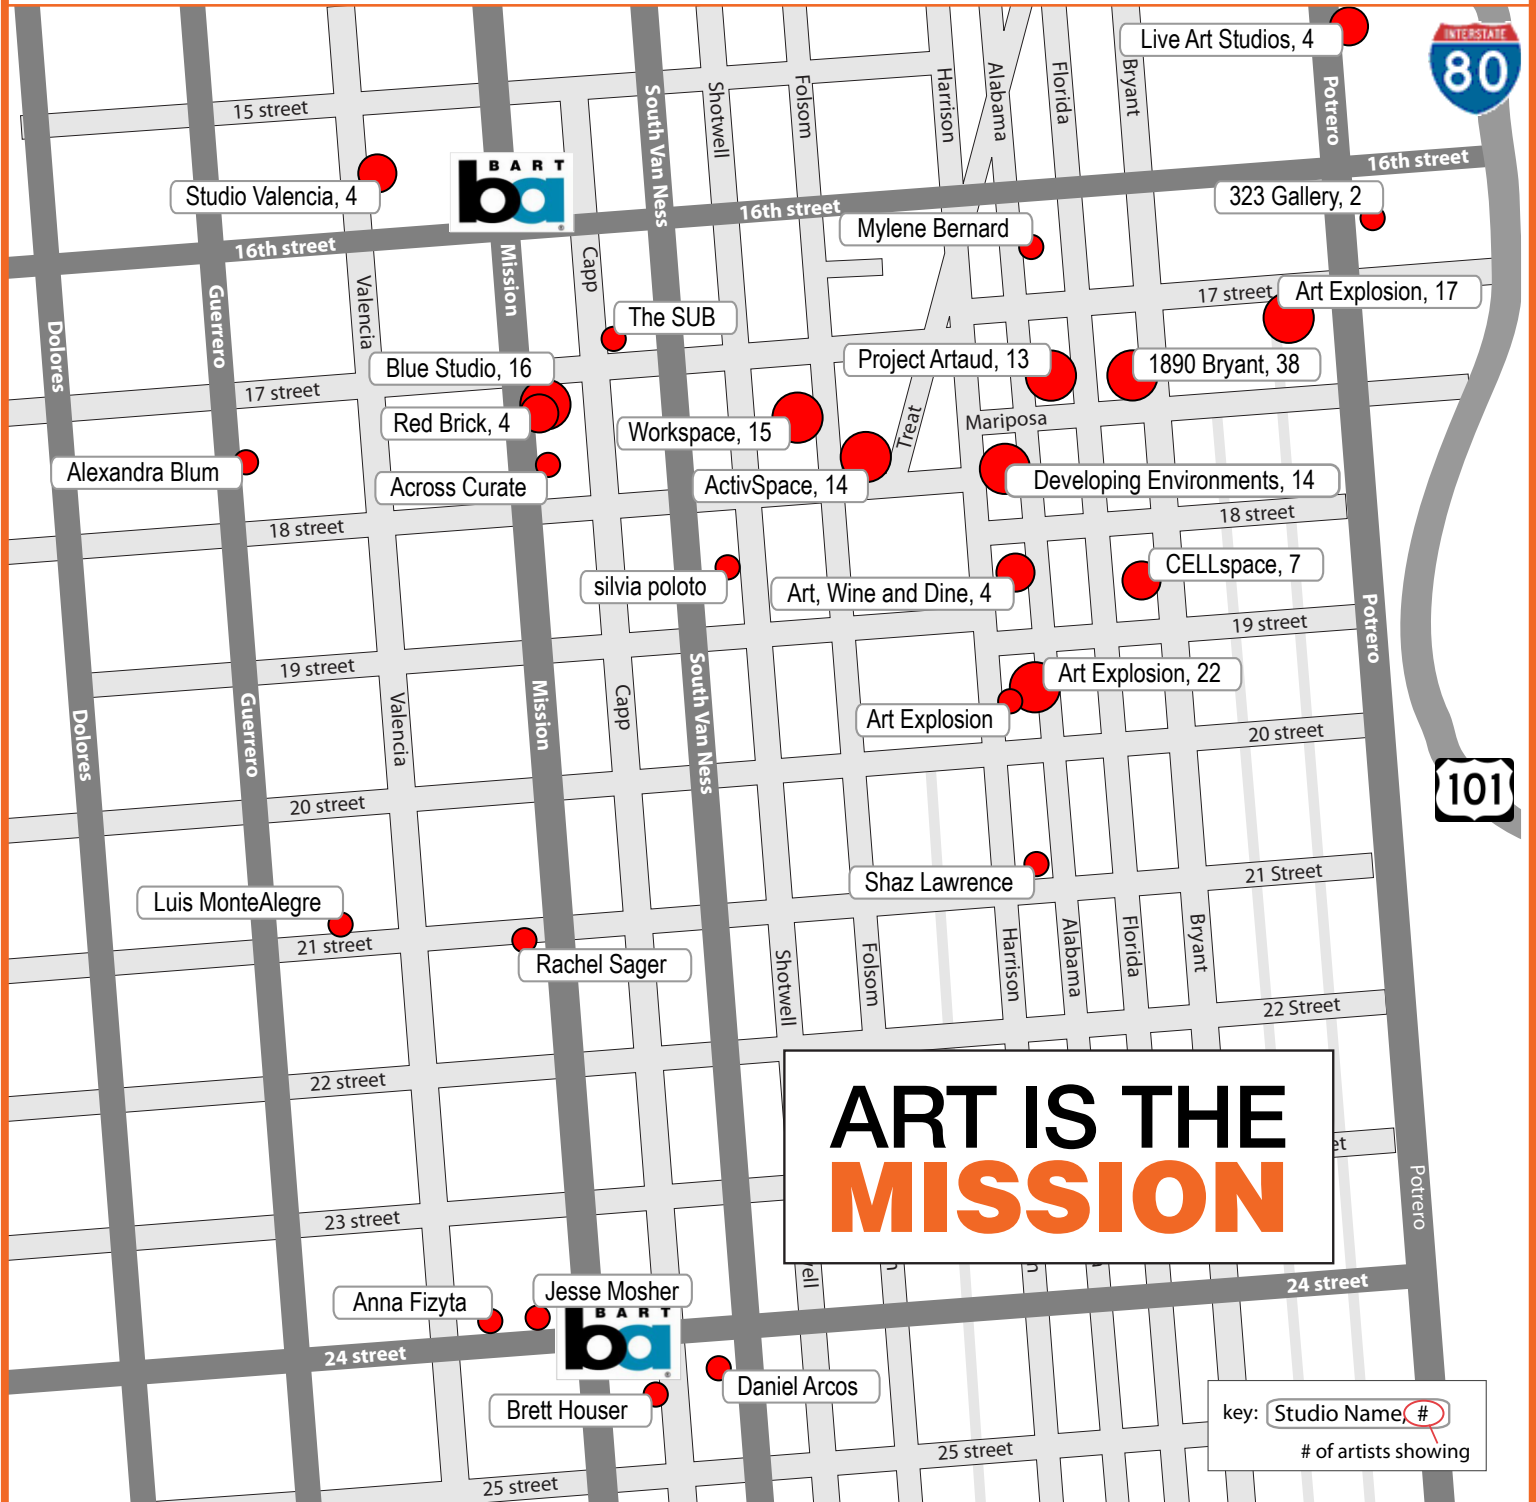 Live Art Studios, 4
INTERSTATE
80
Harrison
Alabama
Florida
Bryant
Potrero
Shotwell
Folsom
South Van Ness
15 street
BART
ba
16th street
Studio Valencia, 4
323 Gallery, 2
16th street
Mylene Bernard
16th street
Mission
Capp
Valencia
Guerrero
Dolores
17 street
Art Explosion, 17
The SUB
Project Artaud, 13
1890 Bryant, 38
Blue Studio, 16
17 street
Red Brick, 4
Workspace, 15
Treat
Mariposa
Alexandra Blum
Across Curate
ActivSpace, 14
Developing Environments, 14
18 street
18 street
CELLspace, 7
silvia poloto
Art, Wine and Dine, 4
19 street
Potrero
19 street
Art Explosion, 22
Art Explosion
Dolores
Guerrero
Valencia
Mission
Capp
South Van Ness
20 street
101
20 street
21 Street
Shaz Lawrence
Luis MonteAlegre
21 street
Rachel Sager
Shotwell
Folsom
Harrison
Alabama
Florida
Bryant
22 Street
22 street
ART IS THE
MISSION
et
Potrero
23 street
ell
n
n
24 street
Jesse Mosher
Anna Fizyta
BART
ba
24 street
Daniel Arcos
Brett Houser
key: Studio Name, #
# of artists showing
25 street
25 street